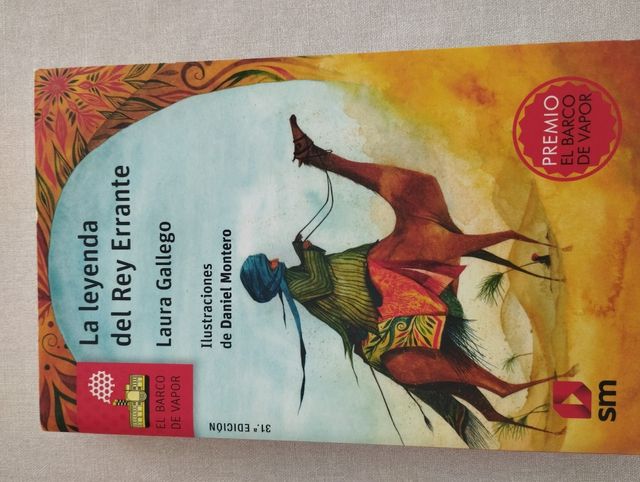 EL BARCO
DE VAPOR
La leyenda
del Rey Errante
Laura Gallego
Ilustraciones
de Daniel Montero
31.ª EDICIÓN
PREMIO
EL BARCO
DE VAPOR
sm